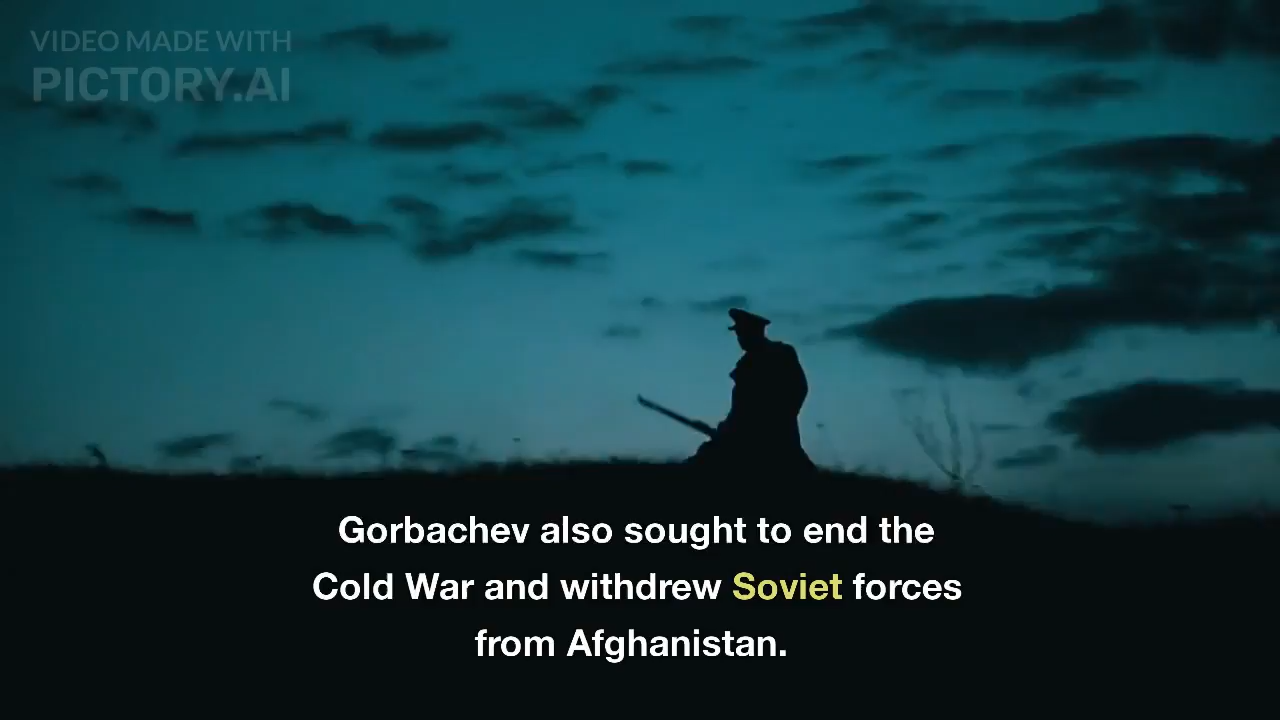 VIDEO MADE WITH
PICTORY.AI
Gorbachev also sought to end the
Cold War and withdrew Soviet forces
from Afghanistan.